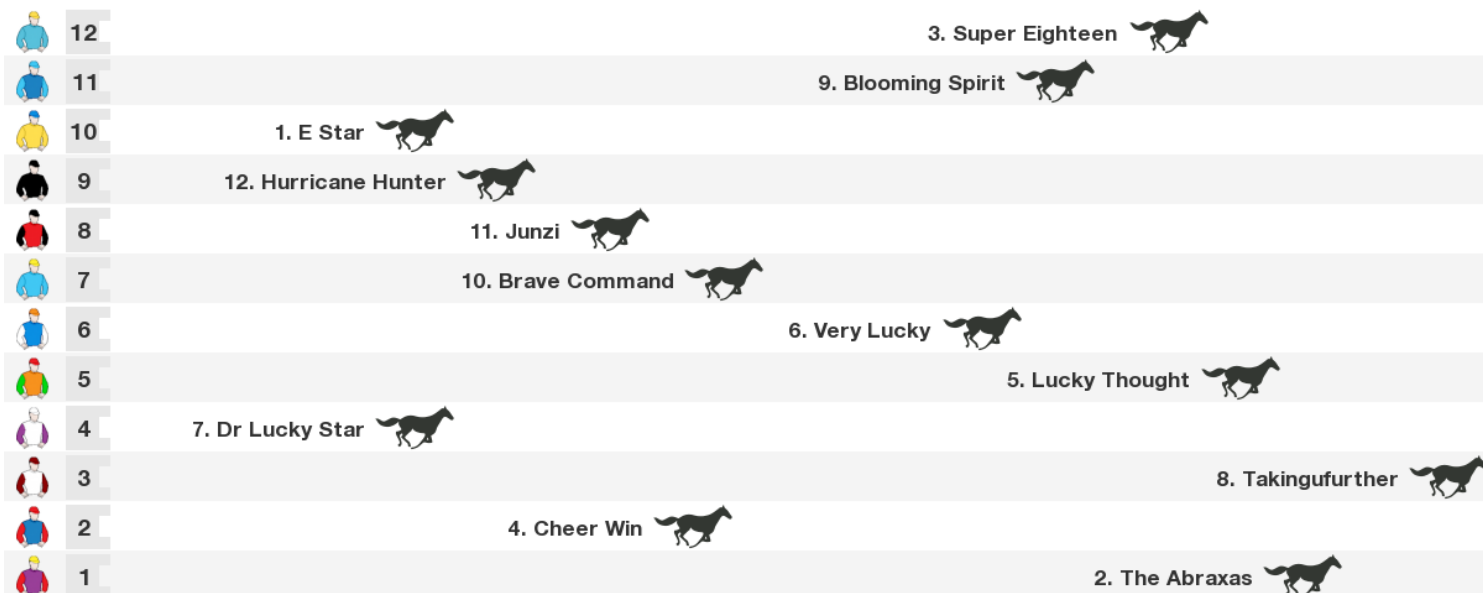 12 3. Super Eighteen
11 9. Blooming Spirit
10 1. E Star
9 12. Hurricane Hunter
8 11. Junzi
7 10. Brave Command
6 6. Very Lucky
5 5. Lucky Thought
4 7. Dr Lucky Star
3 8. Takingufurther
2 4. Cheer Win
1 2. The Abraxas